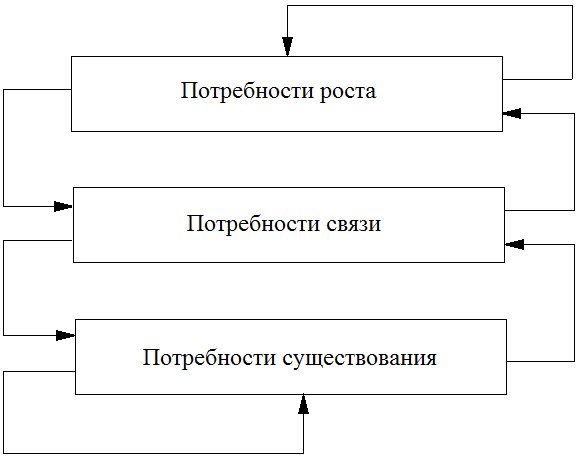 Потребности роста
Потребности связи
Потребности существования